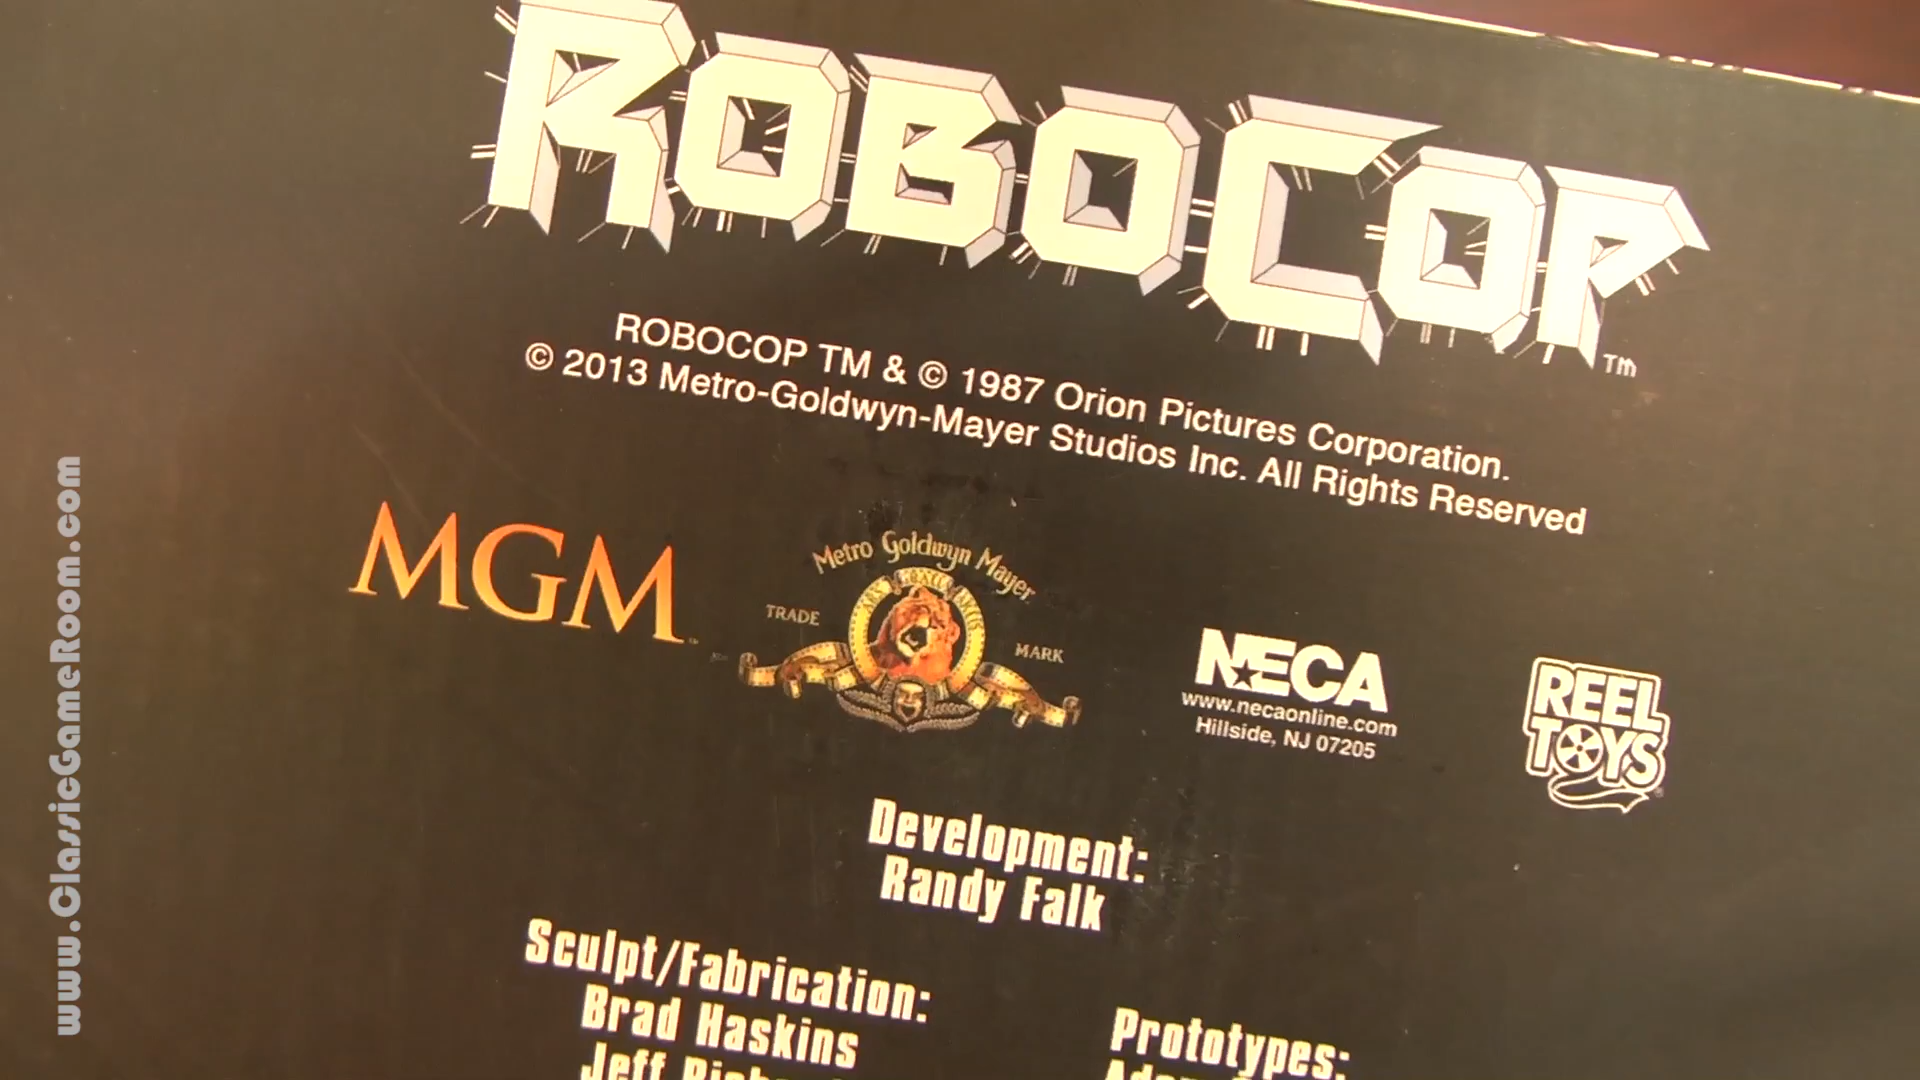 ROBOCOP
TM
ROBOCOP TM & © 1987 Orion Pictures Corporation.
© 2013 Metro-Goldwyn-Mayer Studios Inc. All Rights Reserved
MGM
Metro Goldwyn Mayer
TRADE
MARK
NECA
www.necaonline.com
Hillside, NJ 07205
REEL
TOYS
Development:
Randy Falk
Sculpt/Fabrication:
Brad Haskins
Jeff
Prototypes:
www.ClassicGameRoom.com